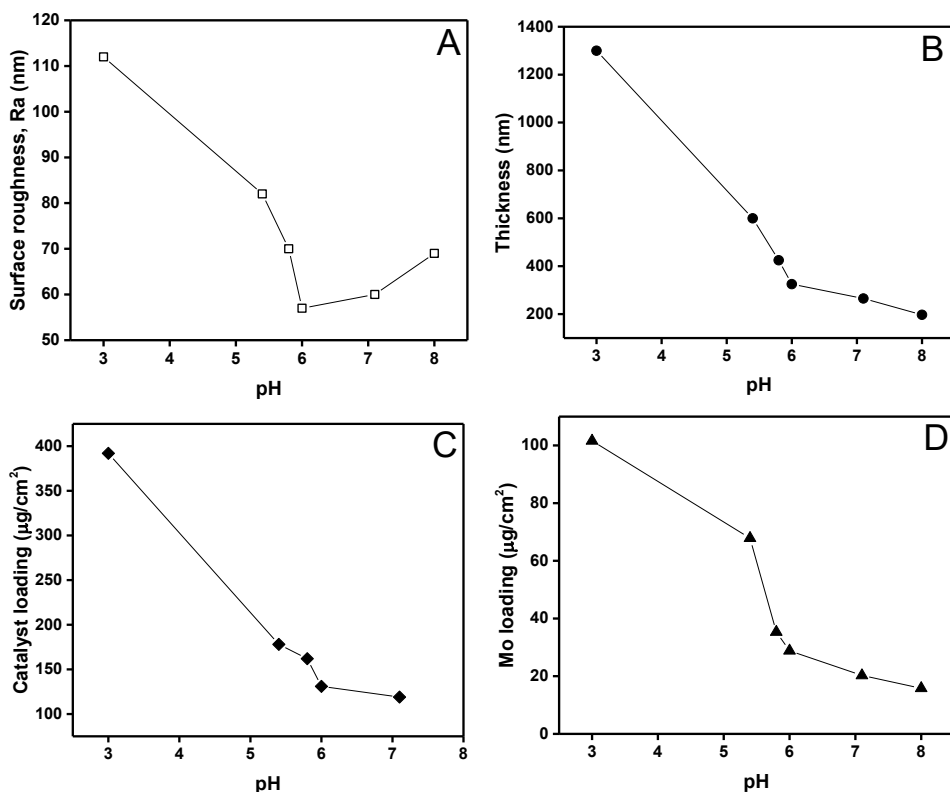 A
Surface roughness, Ra (nm)
120
110
100
90
80
70
60
50
3 4 5 6 7 8
pH
B
Thickness (nm)
1400
1200
1000
800
600
400
200
3 4 5 6 7 8
pH
C
Catalyst loading (µg/cm²)
400
350
300
250
200
150
100
3 4 5 6 7 8
pH
D
Mo loading (µg/cm²)
100
80
60
40
20
0
3 4 5 6 7 8
pH